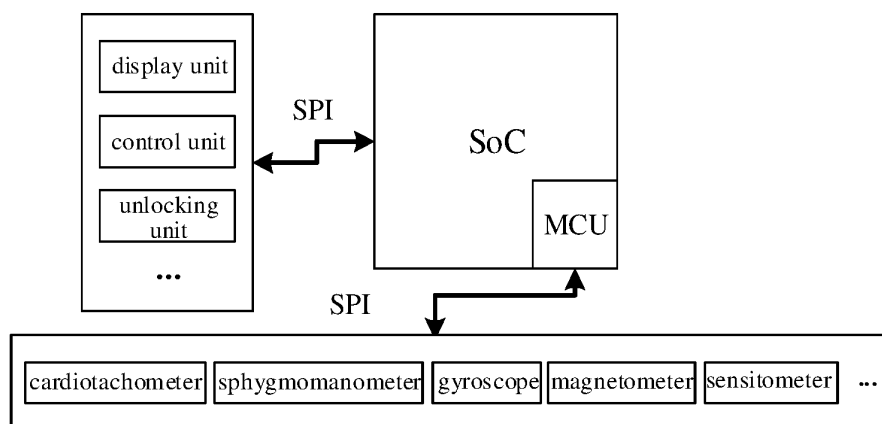 display unit
SPI
SoC
control unit
unlocking
unit
...
MCU
SPI
cardiotachometer
sphygmomanometer
gyroscope
magnetometer
sensitometer
...